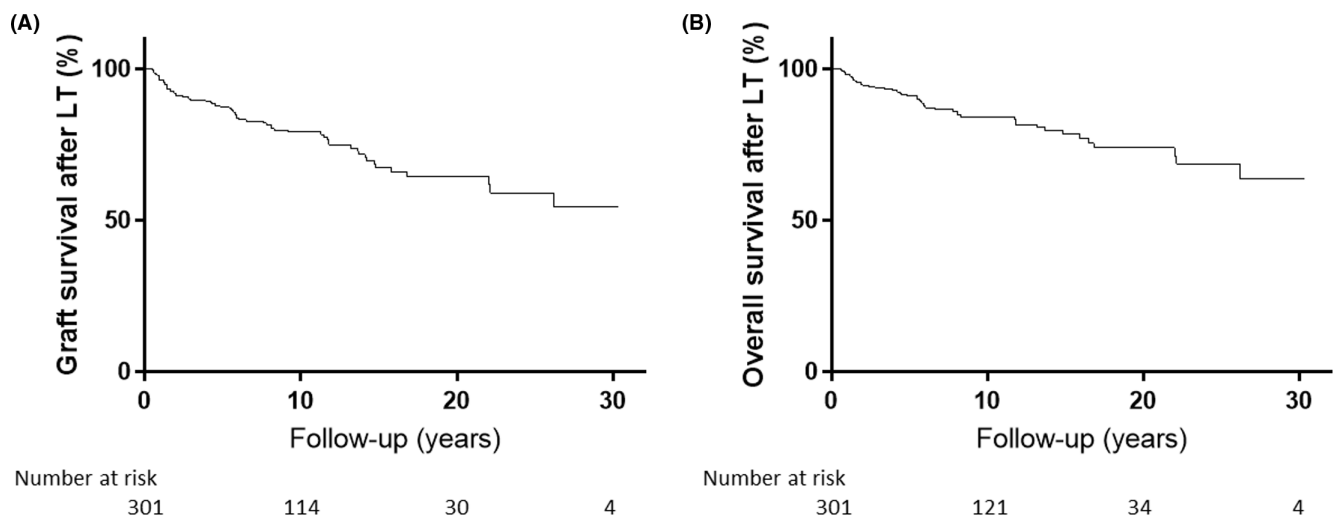 (A)
Graft survival after LT (%)
100
50
0
0 10 20 30
Follow-up (years)
Number at risk
301 114 30 4
(B)
Overall survival after LT (%)
100
50
0
0 10 20 30
Follow-up (years)
Number at risk
301 121 34 4